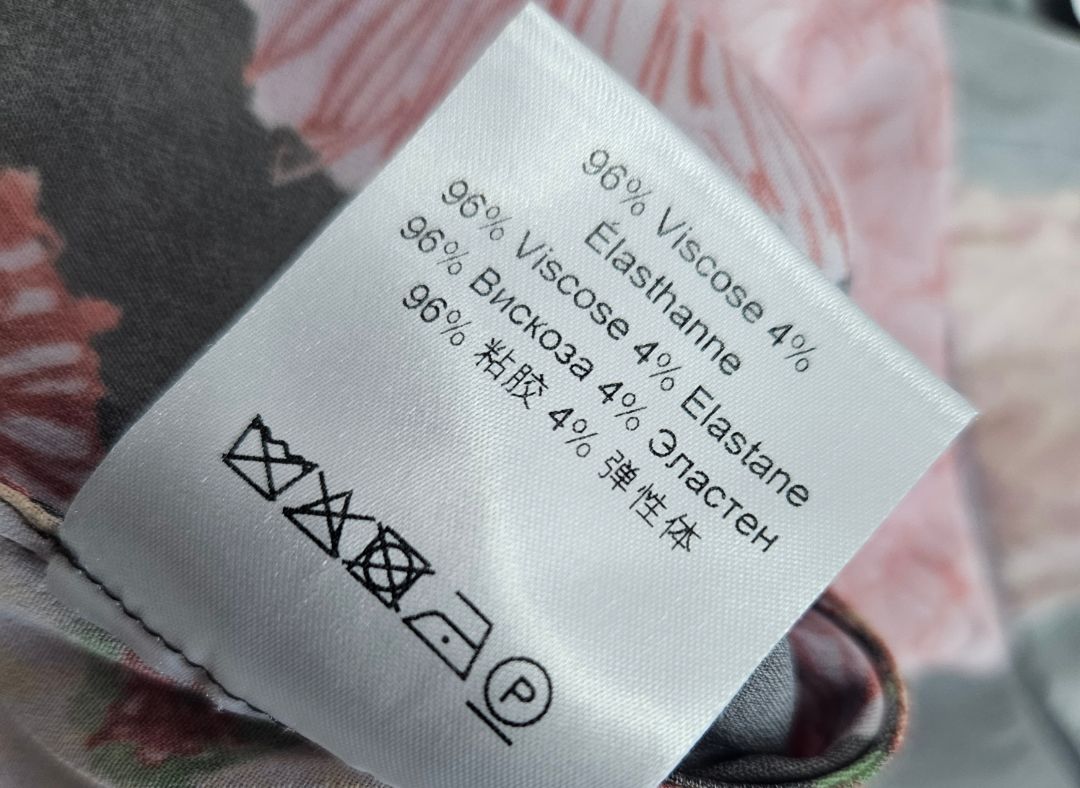 96% Viscose 4%
Élasthanne
96% Viscose 4% Elastane
96% Вискоза 4% Эластен
96% 粘胶 4% 弹性体
P